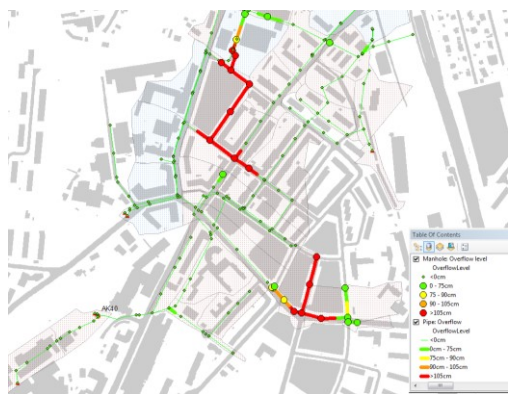 AK46
Table Of Contents
Manhole: Overflow level
OverflowLevel
<0cm
0 - 75cm
75 - 90cm
90 - 105cm
>105cm
Pipe: Overflow
OverflowLevel
<0cm
0cm - 75cm
75cm - 90cm
90cm - 105cm
>105cm